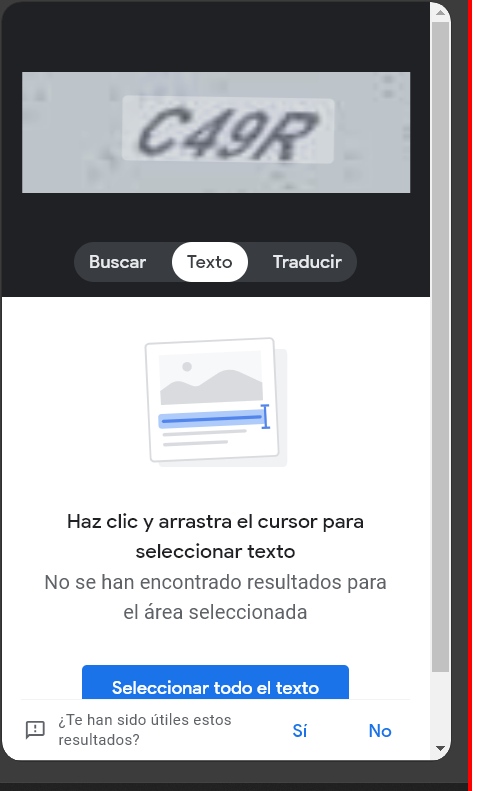 C49R
Buscar
Texto
Traducir
Haz clic y arrastra el cursor para
seleccionar texto
No se han encontrado resultados para
el área seleccionada
Seleccionar todo el texto
¿Te han sido útiles estos
resultados?
Sí
No